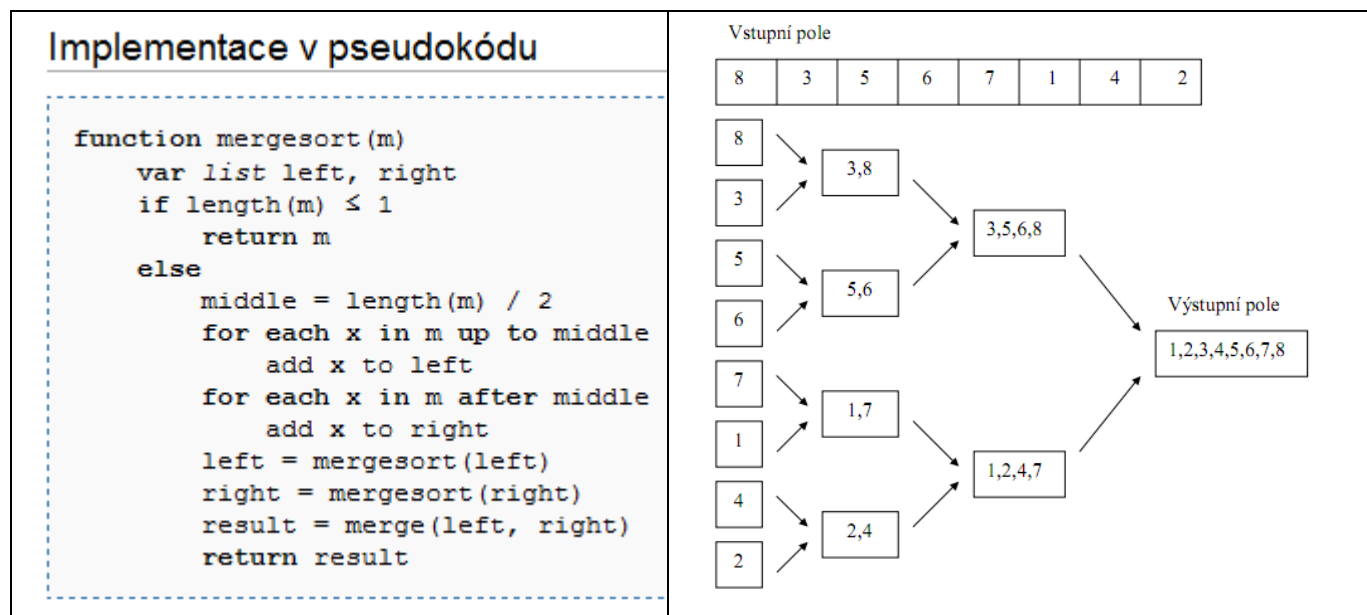 Implementace v pseudokódu
function mergesort(m)
    var list left, right
    if length(m) ≤ 1
        return m
    else
        middle = length(m) / 2
        for each x in m up to middle
            add x to left
        for each x in m after middle
            add x to right
        left = mergesort(left)
        right = mergesort(right)
        result = merge(left, right)
        return result
Vstupní pole
8 3 5 6 7 1 4 2
8
3
5
6
7
1
4
2
3,8
5,6
1,7
2,4
3,5,6,8
1,2,4,7
Výstupní pole
1,2,3,4,5,6,7,8